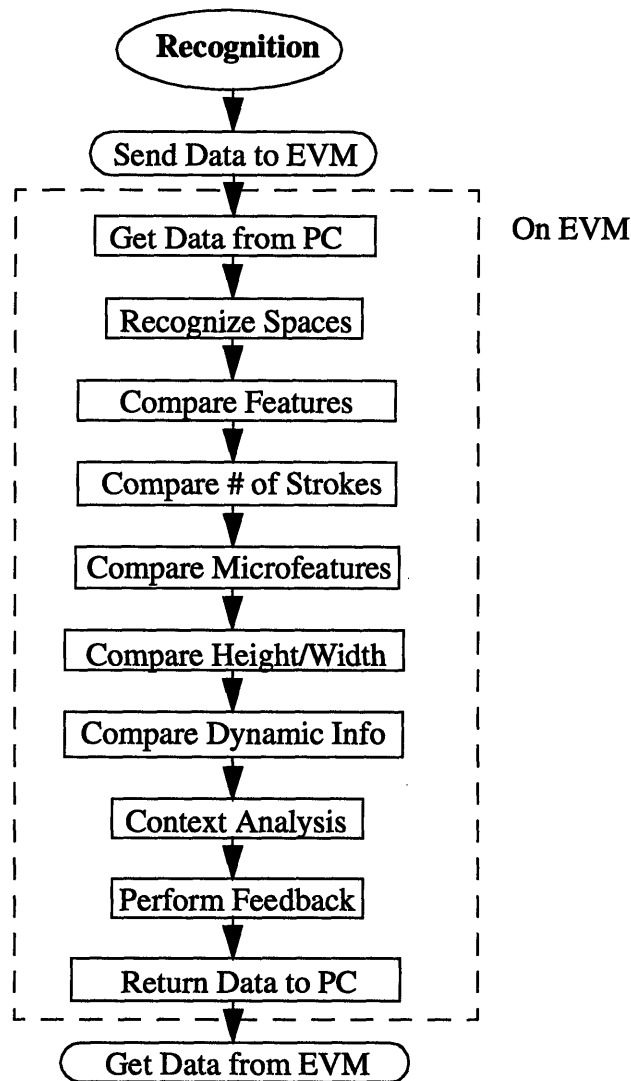 Recognition
Send Data to EVM
On EVM
Get Data from PC
Recognize Spaces
Compare Features
Compare # of Strokes
Compare Microfeatures
Compare Height/Width
Compare Dynamic Info
Context Analysis
Perform Feedback
Return Data to PC
Get Data from EVM